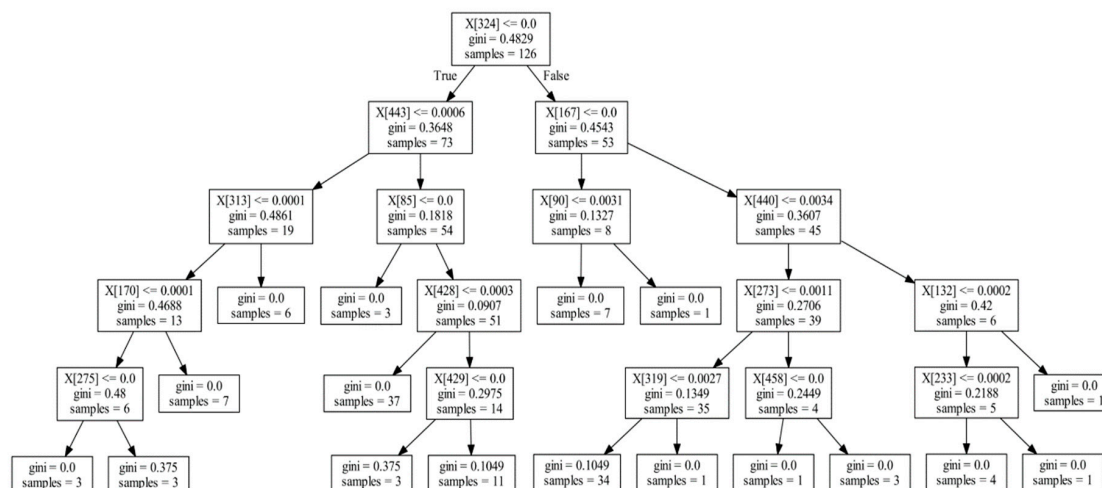 X[324] <= 0.0
gini = 0.4829
samples = 126
True
False
X[443] <= 0.0006
gini = 0.3648
samples = 73
X[167] <= 0.0
gini = 0.4543
samples = 53
X[313] <= 0.0001
gini = 0.4861
samples = 19
X[85] <= 0.0
gini = 0.1818
samples = 54
X[90] <= 0.0031
gini = 0.1327
samples = 8
X[440] <= 0.0034
gini = 0.3607
samples = 45
X[170] <= 0.0001
gini = 0.4688
samples = 13
gini = 0.0
samples = 6
gini = 0.0
samples = 3
X[428] <= 0.0003
gini = 0.0907
samples = 51
gini = 0.0
samples = 7
gini = 0.0
samples = 1
X[273] <= 0.0011
gini = 0.2706
samples = 39
X[132] <= 0.0002
gini = 0.42
samples = 6
X[275] <= 0.0
gini = 0.48
samples = 6
gini = 0.0
samples = 7
gini = 0.0
samples = 37
X[429] <= 0.0
gini = 0.2975
samples = 14
X[319] <= 0.0027
gini = 0.1349
samples = 35
X[458] <= 0.0
gini = 0.2449
samples = 4
X[233] <= 0.0002
gini = 0.2188
samples = 5
gini = 0.0
samples = 1
gini = 0.0
samples = 3
gini = 0.375
samples = 3
gini = 0.375
samples = 3
gini = 0.1049
samples = 11
gini = 0.1049
samples = 34
gini = 0.0
samples = 1
gini = 0.0
samples = 1
gini = 0.0
samples = 3
gini = 0.0
samples = 4
gini = 0.0
samples = 1